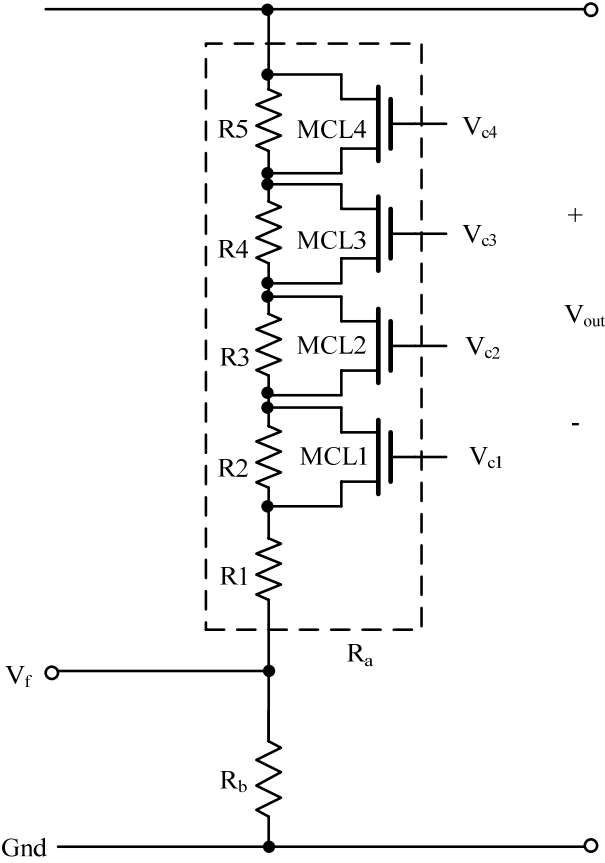 R5 MCL4 Vc4
+
R4 MCL3 Vc3
Vout
R3 MCL2 Vc2
-
R2 MCL1 Vc1
R1
Ra
Vf
Rb
Gnd